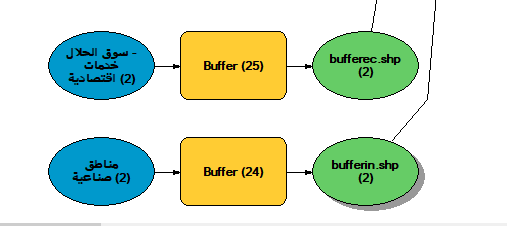 سوق الحلال -
خدمات
اقتصادية (2)
Buffer (25)
bufferec.shp
(2)
مناطق
صناعية (2)
Buffer (24)
bufferin.shp
(2)